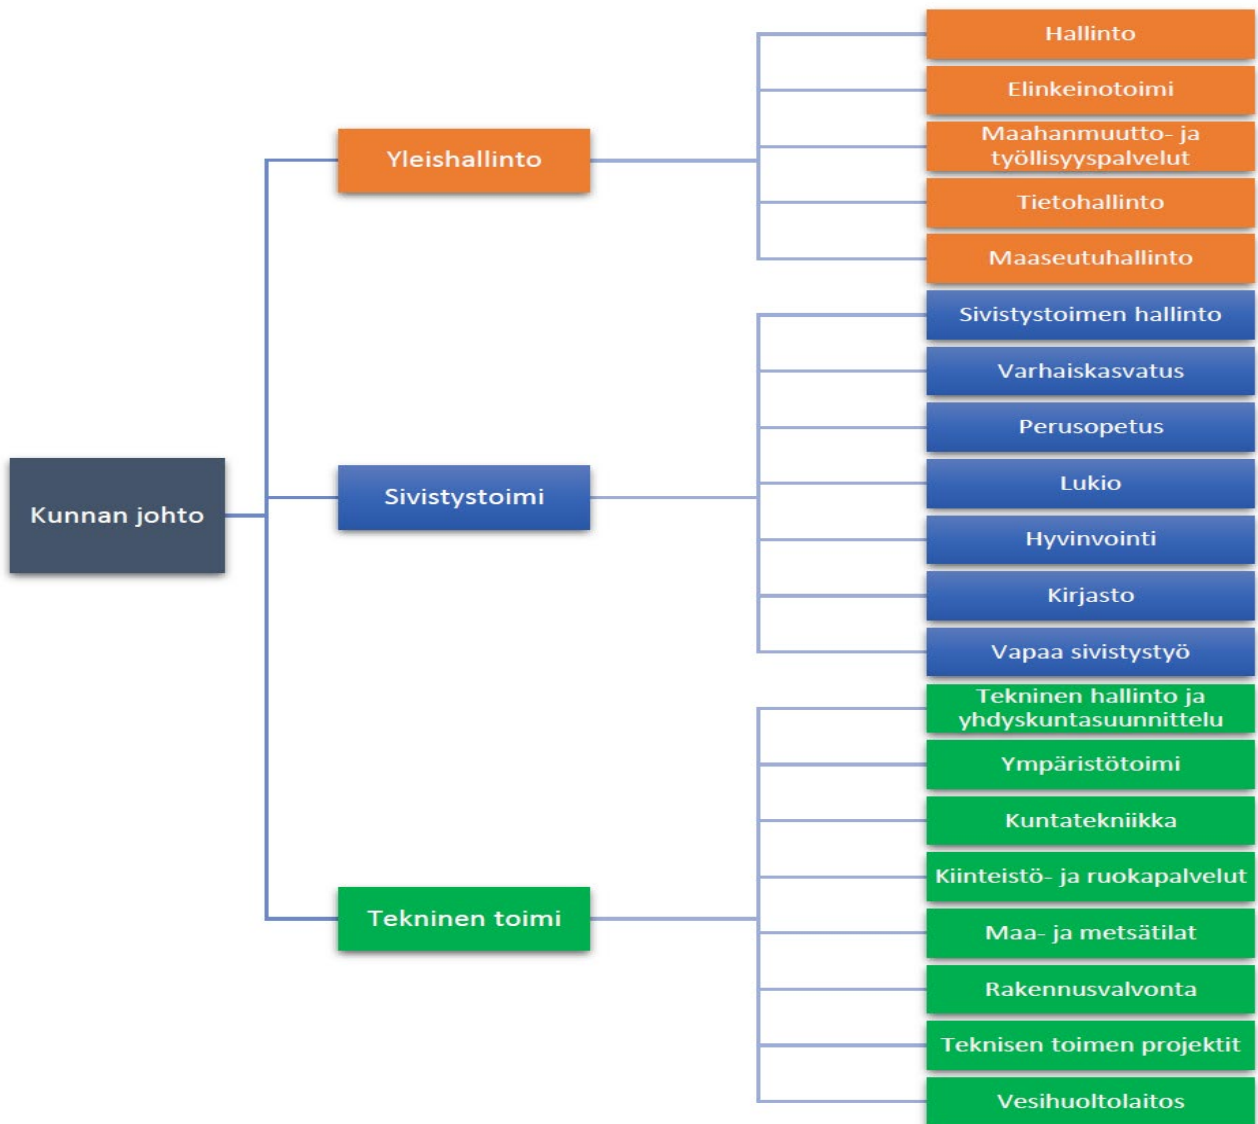 Kunnan johto
Yleishallinto
Hallinto
Elinkeinotoimi
Maahanmutto- ja
työllisyyspalvelut
Tietohallinto
Maaseutuhallinto
Sivistystoimi
Sivistystoimen hallinto
Varhaiskasvatus
Perusopetus
Lukio
Hyvinvointi
Kirjasto
Vapaa sivistystyö
Tekninen toimi
Tekninen hallinto ja
yhdyskuntasuunnittelu
Ympäristötoimi
Kuntatekniikka
Kiinteistö- ja ruokapalvelut
Maa- ja metsätilat
Rakennusvalvonta
Teknisen toimen projektit
Vesihuoltolaitos